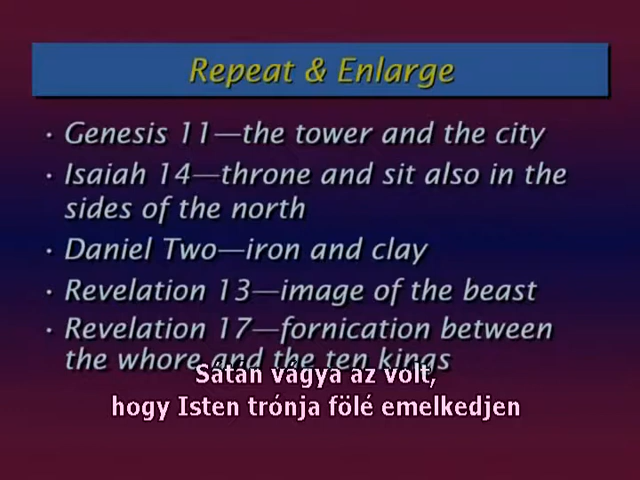 Repeat & Enlarge
• Genesis 11—the tower and the city
• Isaiah 14—throne and sit also in the
sides of the north
• Daniel Two—iron and clay
• Revelation 13—image of the beast
• Revelation 17—fornication between
the whore and the ten kings
Sátán vágya az volt,
hogy Isten trónja fölé emelkedjen